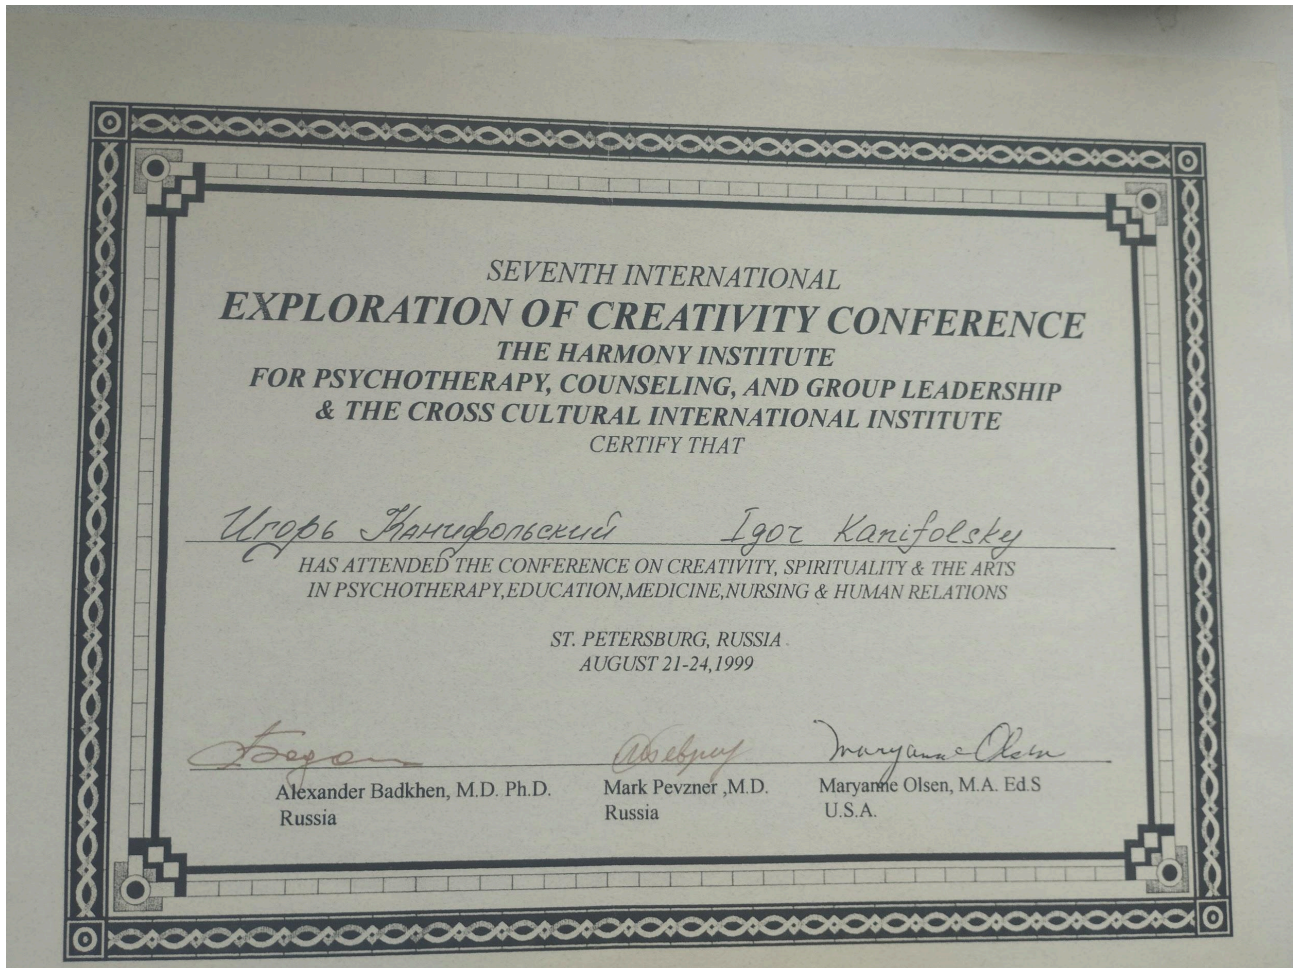 SEVENTH INTERNATIONAL
EXPLORATION OF CREATIVITY CONFERENCE
THE HARMONY INSTITUTE
FOR PSYCHOTHERAPY, COUNSELING, AND GROUP LEADERSHIP
& THE CROSS CULTURAL INTERNATIONAL INSTITUTE
CERTIFY THAT
Игорь Канифольский Igor Kanifolsky
HAS ATTENDED THE CONFERENCE ON CREATIVITY, SPIRITUALITY & THE ARTS
IN PSYCHOTHERAPY,EDUCATION,MEDICINE,NURSING & HUMAN RELATIONS
ST. PETERSBURG, RUSSIA
AUGUST 21-24,1999
Maryanne Olsen
Alexander Badkhen, M.D. Ph.D. Mark Pevzner ,M.D. Maryanne Olsen, M.A. Ed.S
Russia Russia U.S.A.